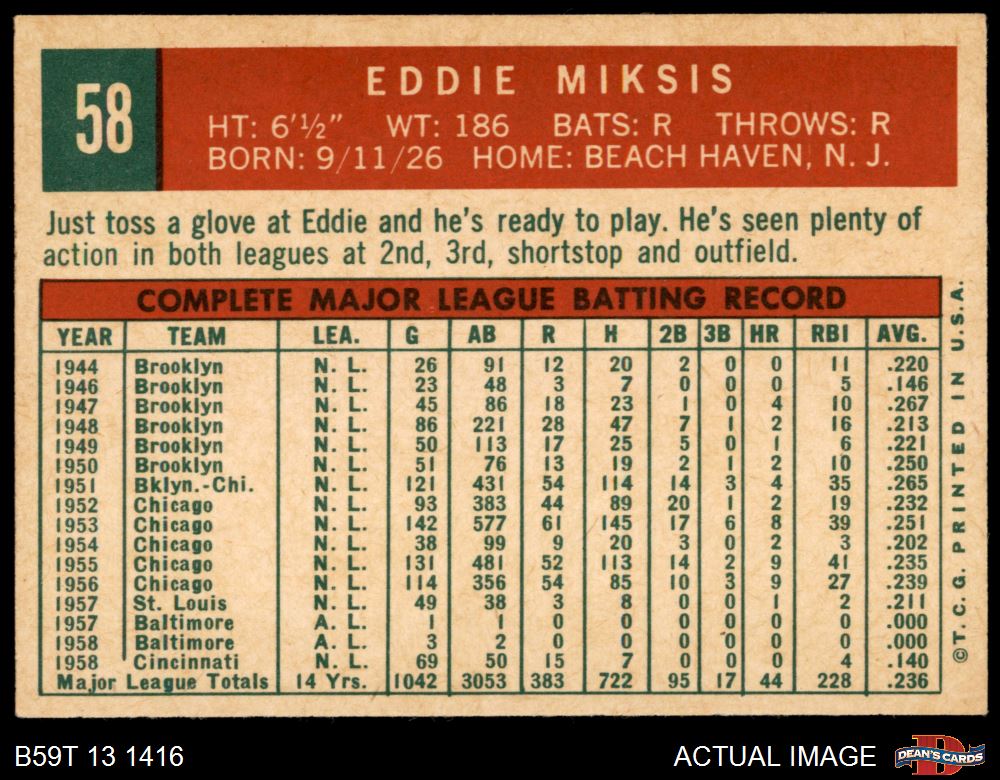 58
EDDIE MIKSIS
HT: 6'½" WT: 186 BATS: R THROWS: R
BORN: 9/11/26 HOME: BEACH HAVEN, N. J.
Just toss a glove at Eddie and he's ready to play. He's seen plenty of
action in both leagues at 2nd, 3rd, shortstop and outfield.
COMPLETE MAJOR LEAGUE BATTING RECORD
YEAR TEAM LEA. G AB R H 2B 3B HR RBI AVG.
1944 Brooklyn N. L. 26 91 12 20 2 0 0 11 .220
1946 Brooklyn N. L. 23 48 3 7 0 0 0 5 .146
1947 Brooklyn N. L. 45 86 18 23 1 0 4 10 .267
1948 Brooklyn N. L. 86 221 28 47 7 1 2 16 .213
1949 Brooklyn N. L. 50 113 17 25 5 0 1 6 .221
1950 Brooklyn N. L. 51 76 13 19 2 1 2 10 .250
1951 Bklyn.-Chi. N. L. 121 431 54 114 14 3 4 35 .265
1952 Chicago N. L. 93 383 44 89 20 1 2 19 .232
1953 Chicago N. L. 142 577 61 145 17 6 8 39 .251
1954 Chicago N. L. 38 99 9 20 3 0 2 3 .202
1955 Chicago N. L. 131 481 52 113 14 2 9 41 .235
1956 Chicago N. L. 114 356 54 85 10 3 9 27 .239
1957 St. Louis N. L. 49 38 3 8 0 0 1 2 .211
1957 Baltimore A. L. 1 1 0 0 0 0 0 0 .000
1958 Baltimore A. L. 3 2 0 0 0 0 0 0 .000
1958 Cincinnati N. L. 69 50 15 7 0 0 0 4 .140
Major League Totals 14 Yrs. 1042 3053 383 722 95 17 44 228 .236
©T. C. G. PRINTED IN U.S.A.
B59T 13 1416
ACTUAL IMAGE
DEAN'S CARDS